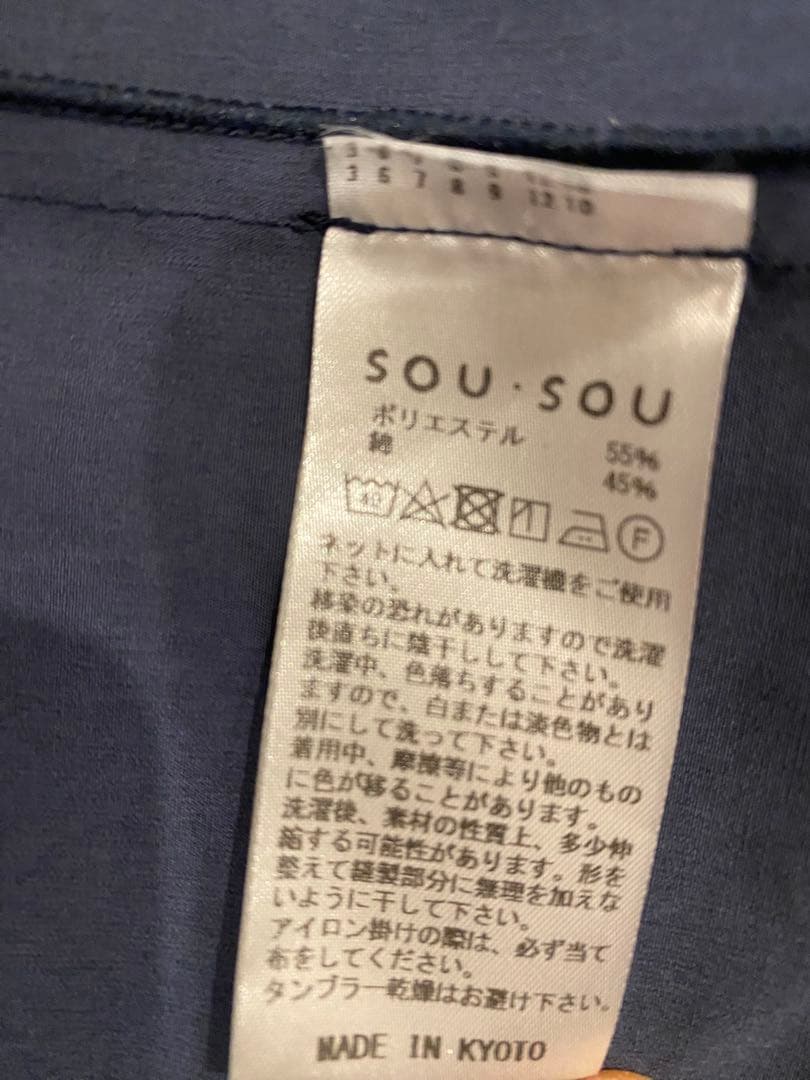 3 6 7 8 9 12 10
SOU・SOU
ポリエステル 55%
綿 45%
40
F
ネットに入れて洗濯機をご使用
下さい。
移染の恐れがありますので洗濯
後直ちに陰干しして下さい。
洗濯中、色落ちすることがあり
ますので、白または淡色物とは
別にして洗って下さい。
着用中、摩擦等により他のもの
に色が移ることがあります。
洗濯後、素材の性質上、多少伸
縮する可能性があります。形を
整えて縫製部分に無理を加えな
いように干して下さい。
アイロン掛けの際は、必ず当て
布をしてください。
タンブラー乾燥はお避け下さい。
MADE IN KYOTO